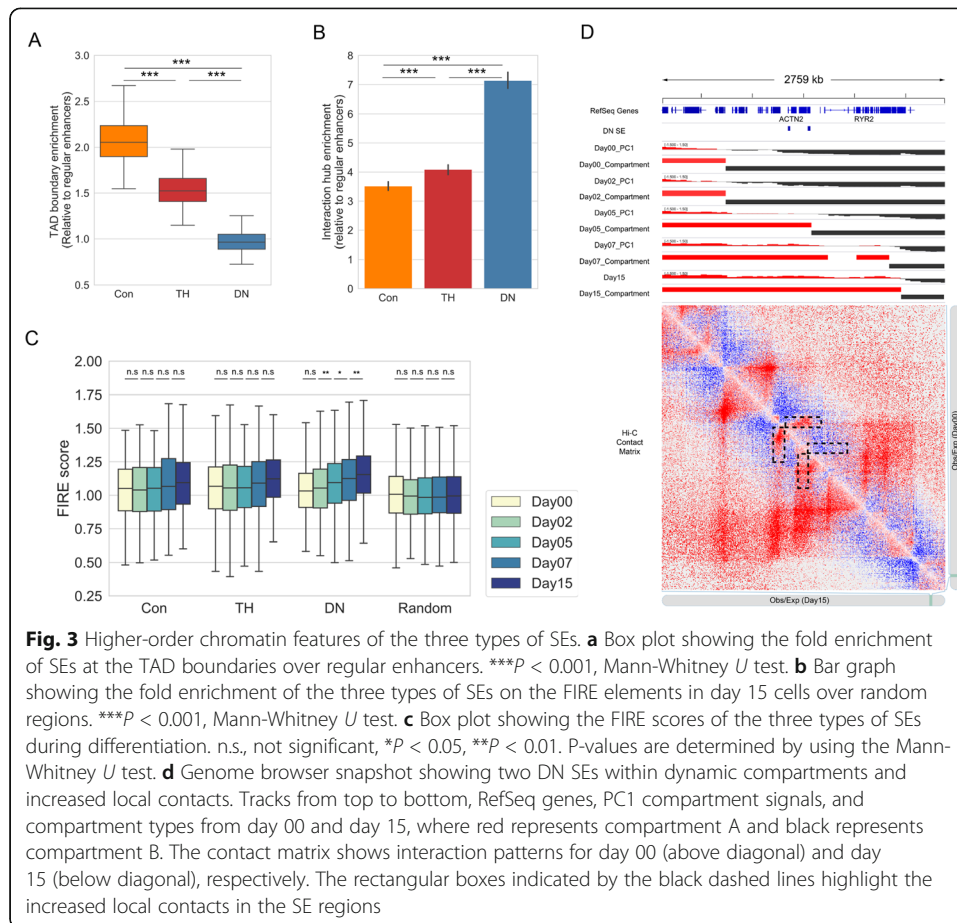 A
TAD boundary enrichment
(Relative to regular enhancers)
3.0
2.5
2.0
1.5
1.0
0.5
***
*** ***
Con TH DN
B
Interaction hub enrichment
(relative to regular enhancers)
8
7
6
5
4
3
2
1
0
***
*** ***
Con TH DN
C
FIRE score
2.00
1.75
1.50
1.25
1.00
0.75
0.50
0.25
n.s n.s n.s n.s
n.s n.s n.s n.s
n.s ** * **
n.s n.s n.s n.s
Con TH DN Random
Day00
Day02
Day05
Day07
Day15
D
2759 kb
RefSeq Genes
ACTN2 RYR2
DN SE
Day00_PC1
Day00_Compartment
Day02_PC1
Day02_Compartment
Day05_PC1
Day05_Compartment
Day07_PC1
Day07_Compartment
Day15
Day15_Compartment
Hi-C
Contact
Matrix
Obs/Exp (Day00)
Obs/Exp (Day15)
Fig. 3 Higher-order chromatin features of the three types of SEs. a Box plot showing the fold enrichment
of SEs at the TAD boundaries over regular enhancers. ***P < 0.001, Mann-Whitney U test. b Bar graph
showing the fold enrichment of the three types of SEs on the FIRE elements in day 15 cells over random
regions. ***P < 0.001, Mann-Whitney U test. c Box plot showing the FIRE scores of the three types of SEs
during differentiation. n.s., not significant, *P < 0.05, **P < 0.01. P-values are determined by using the Mann-
Whitney U test. d Genome browser snapshot showing two DN SEs within dynamic compartments and
increased local contacts. Tracks from top to bottom, RefSeq genes, PC1 compartment signals, and
compartment types from day 00 and day 15, where red represents compartment A and black represents
compartment B. The contact matrix shows interaction patterns for day 00 (above diagonal) and day
15 (below diagonal), respectively. The rectangular boxes indicated by the black dashed lines highlight the
increased local contacts in the SE regions